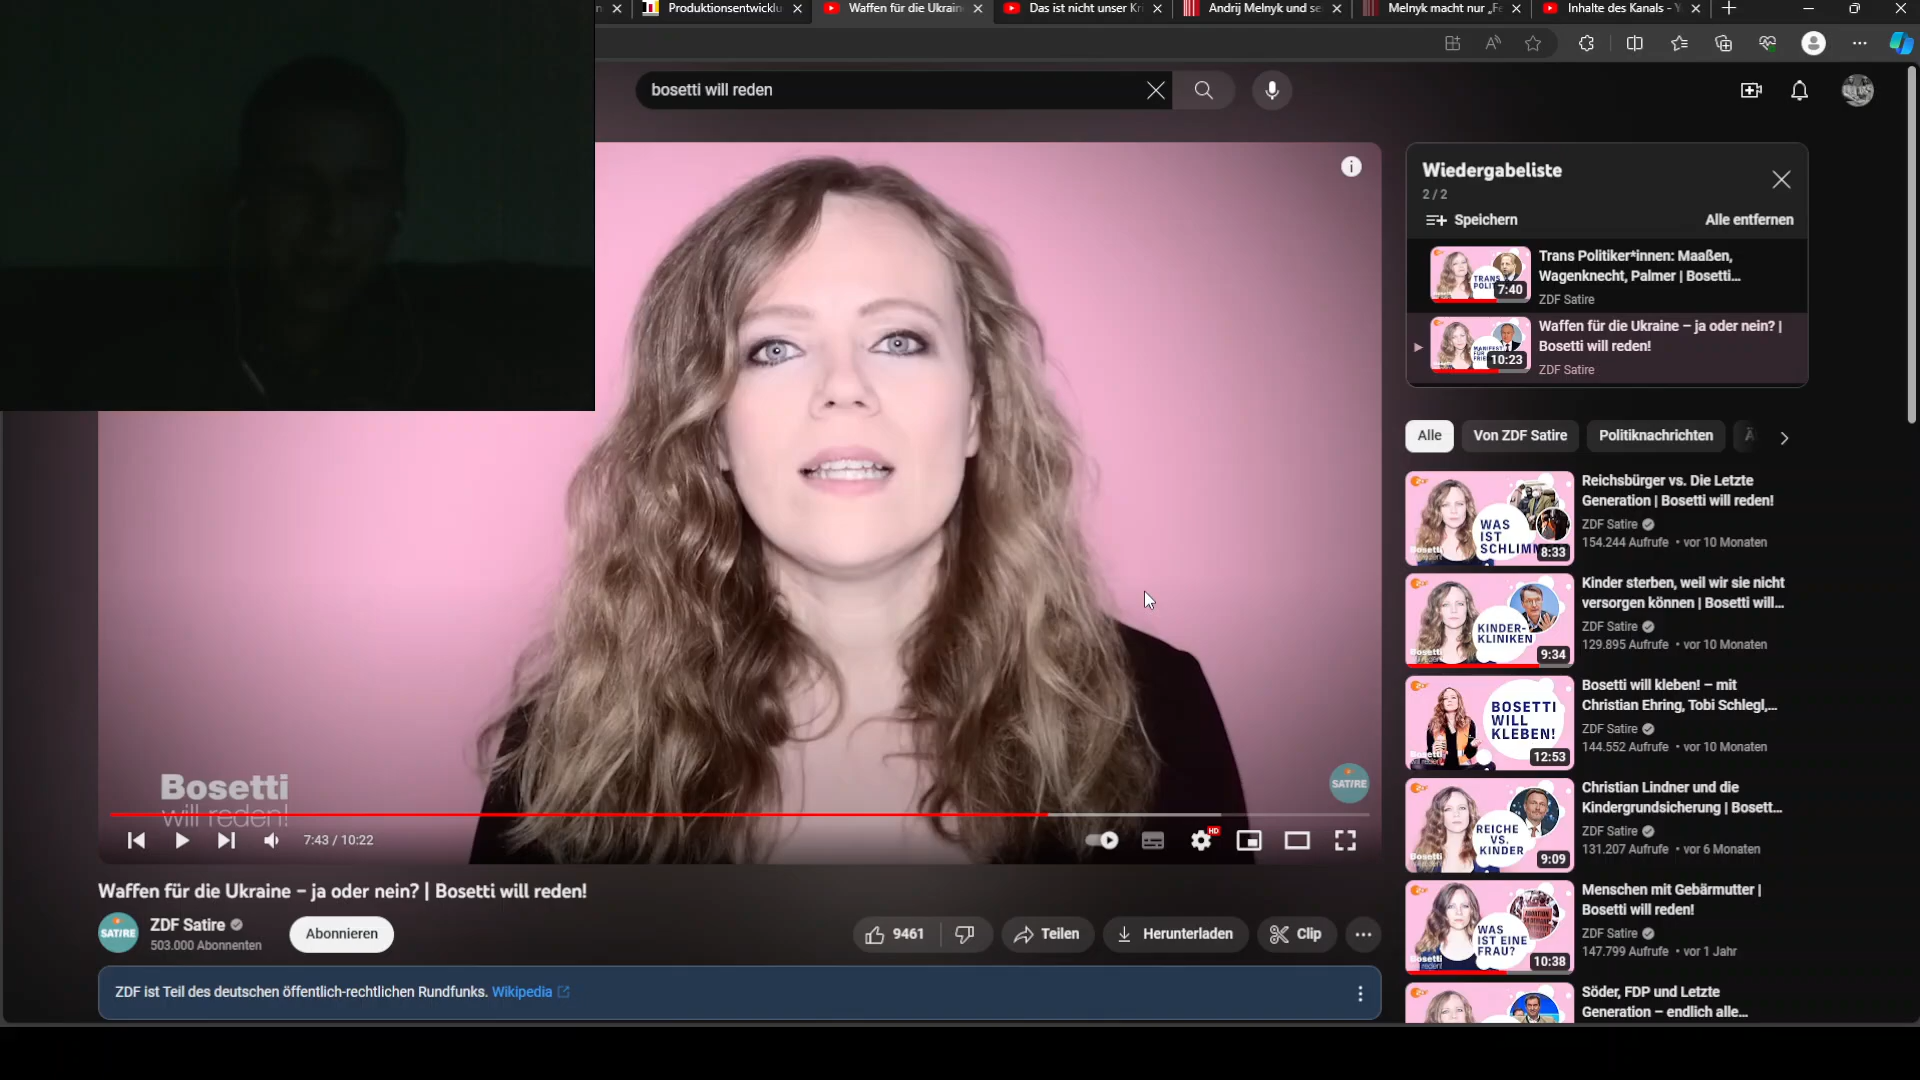 Produktionsentwicklu
Waffen für die Ukrain
Das ist nicht unser Kri
Andrij Melnyk und se
Melnyk macht nur „Fe
Inhalte des Kanals - Y
bosetti will reden
Wiedergabeliste
2 / 2
Speichern
Alle entfernen
Trans Politiker*innen: Maaßen,
Wagenknecht, Palmer | Bosetti...
ZDF Satire
7:40
Waffen für die Ukraine – ja oder nein? |
Bosetti will reden!
ZDF Satire
10:23
Alle
Von ZDF Satire
Politiknachrichten
WAS
IST
SCHLIMM
8:33
Reichsbürger vs. Die Letzte
Generation | Bosetti will reden!
ZDF Satire
154.244 Aufrufe • vor 10 Monaten
KINDER-
KLINIKEN
9:34
Kinder sterben, weil wir sie nicht
versorgen können | Bosetti will...
ZDF Satire
129.895 Aufrufe • vor 10 Monaten
BOSETTI
WILL
KLEBEN!
12:53
Bosetti will kleben! – mit
Christian Ehring, Tobi Schlegl,...
ZDF Satire
144.552 Aufrufe • vor 10 Monaten
REICHE
VS.
KINDER
9:09
Christian Lindner und die
Kindergrundsicherung | Bosett...
ZDF Satire
131.207 Aufrufe • vor 6 Monaten
WAS
IST EINE
FRAU?
10:38
Menschen mit Gebärmutter |
Bosetti will reden!
ZDF Satire
147.799 Aufrufe • vor 1 Jahr
Söder, FDP und Letzte
Generation – endlich alle...
Bosetti
will reden!
SATIRE
7:43 / 10:22
HD
Waffen für die Ukraine – ja oder nein? | Bosetti will reden!
SATIRE
ZDF Satire
503.000 Abonnenten
Abonnieren
9461
Teilen
Herunterladen
Clip
ZDF ist Teil des deutschen öffentlich-rechtlichen Rundfunks. Wikipedia